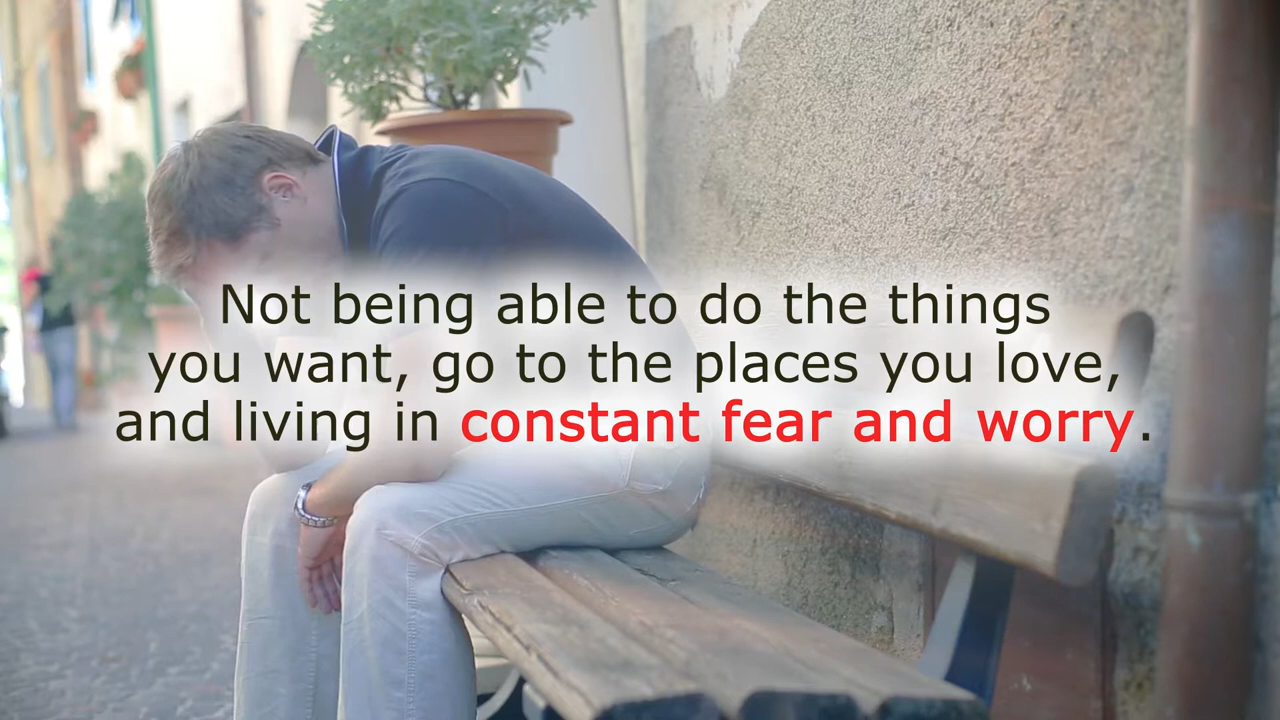 Not being able to do the things
you want, go to the places you love,
and living in constant fear and worry.